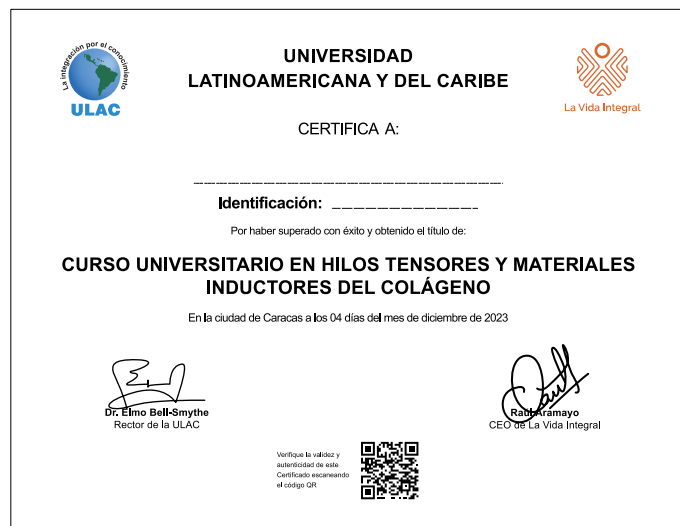 La integración por el conocimiento
ULAC
UNIVERSIDAD
LATINOAMERICANA Y DEL CARIBE
La Vida Integral
CERTIFICA A:
Identificación:
Por haber superado con éxito y obtenido el título de:
CURSO UNIVERSITARIO EN HILOS TENSORES Y MATERIALES
INDUCTORES DEL COLÁGENO
En la ciudad de Caracas a los 04 días del mes de diciembre de 2023
Dr. Elmo Bell-Smythe
Rector de la ULAC
Raúl Aramayo
CEO de La Vida Integral
Verifique la validez y
autenticidad de este
Certificado escaneando
el código QR